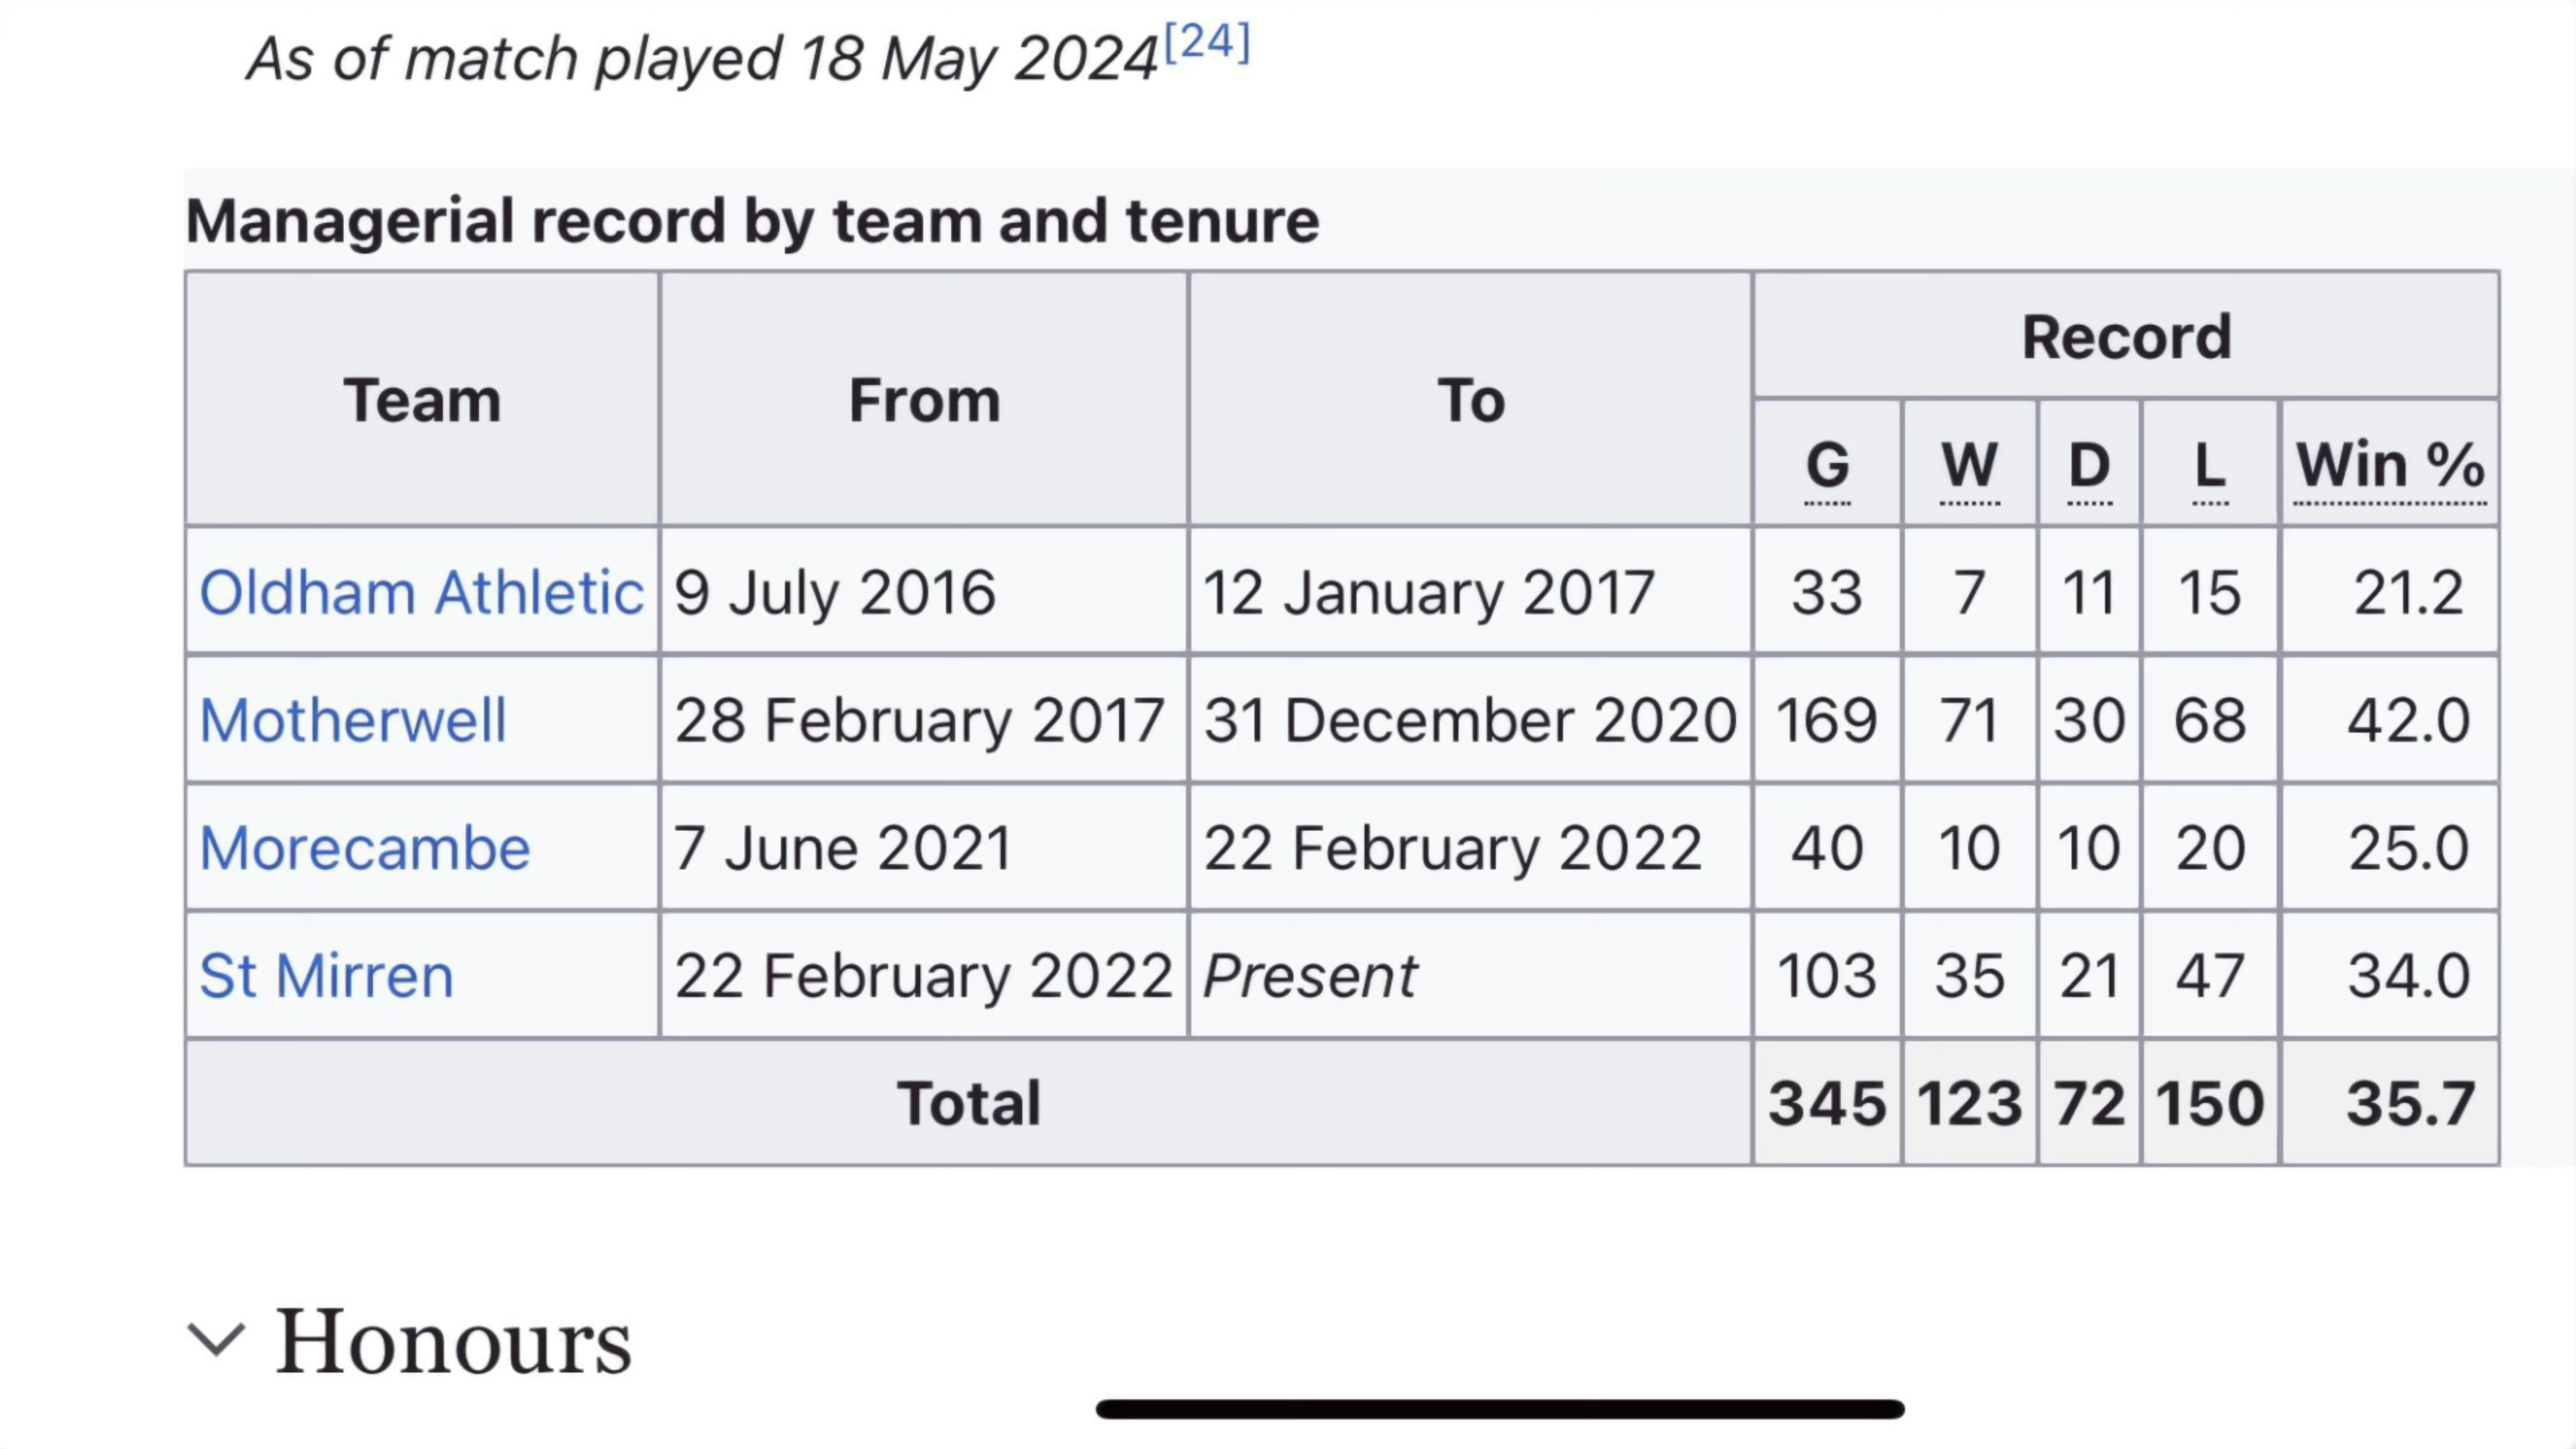 As of match played 18 May 2024[24]
Managerial record by team and tenure
Team From To Record
G W D L Win %
Oldham Athletic 9 July 2016 12 January 2017 33 7 11 15 21.2
Motherwell 28 February 2017 31 December 2020 169 71 30 68 42.0
Morecambe 7 June 2021 22 February 2022 40 10 10 20 25.0
St Mirren 22 February 2022 Present 103 35 21 47 34.0
Total 345 123 72 150 35.7
Honours